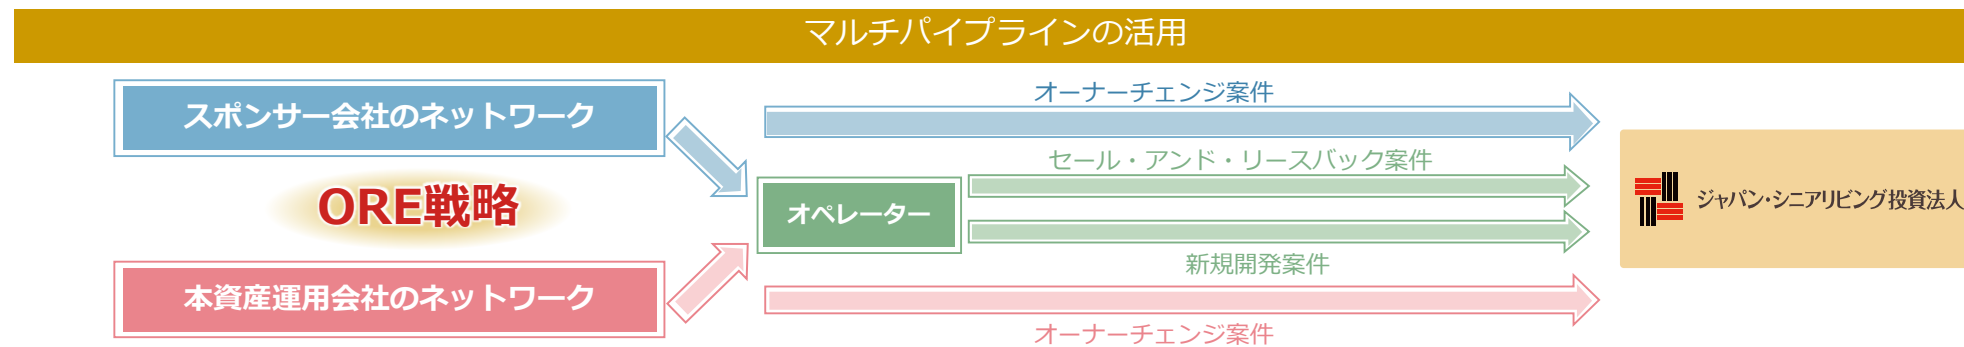 マルチパイプラインの活用
スポンサー会社のネットワーク
オーナーチェンジ案件
セール・アンド・リースバック案件
ORE戦略
オペレーター
ジャパン・シニアリビング投資法人
新規開発案件
本資産運用会社のネットワーク
オーナーチェンジ案件